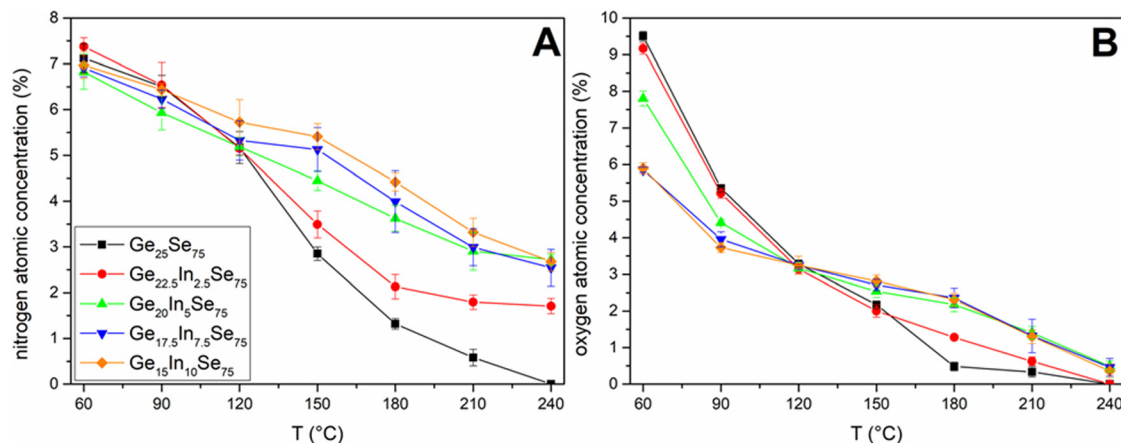 A
nitrogen atomic concentration (%)
8
7
6
5
4
3
2
1
0
Ge25Se75
Ge22.5In2.5Se75
Ge20In5Se75
Ge17.5In7.5Se75
Ge15In10Se75
60 90 120 150 180 210 240
T (°C)
B
oxygen atomic concentration (%)
10
9
8
7
6
5
4
3
2
1
0
60 90 120 150 180 210 240
T (°C)